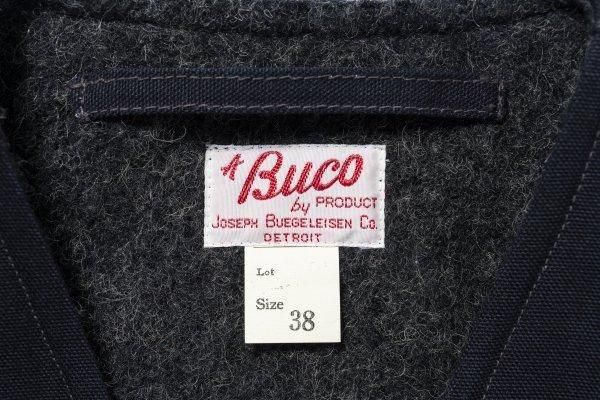 A Buco
by PRODUCT
JOSEPH BUEGELEISEN CO.
DETROIT
Lot
Size 38